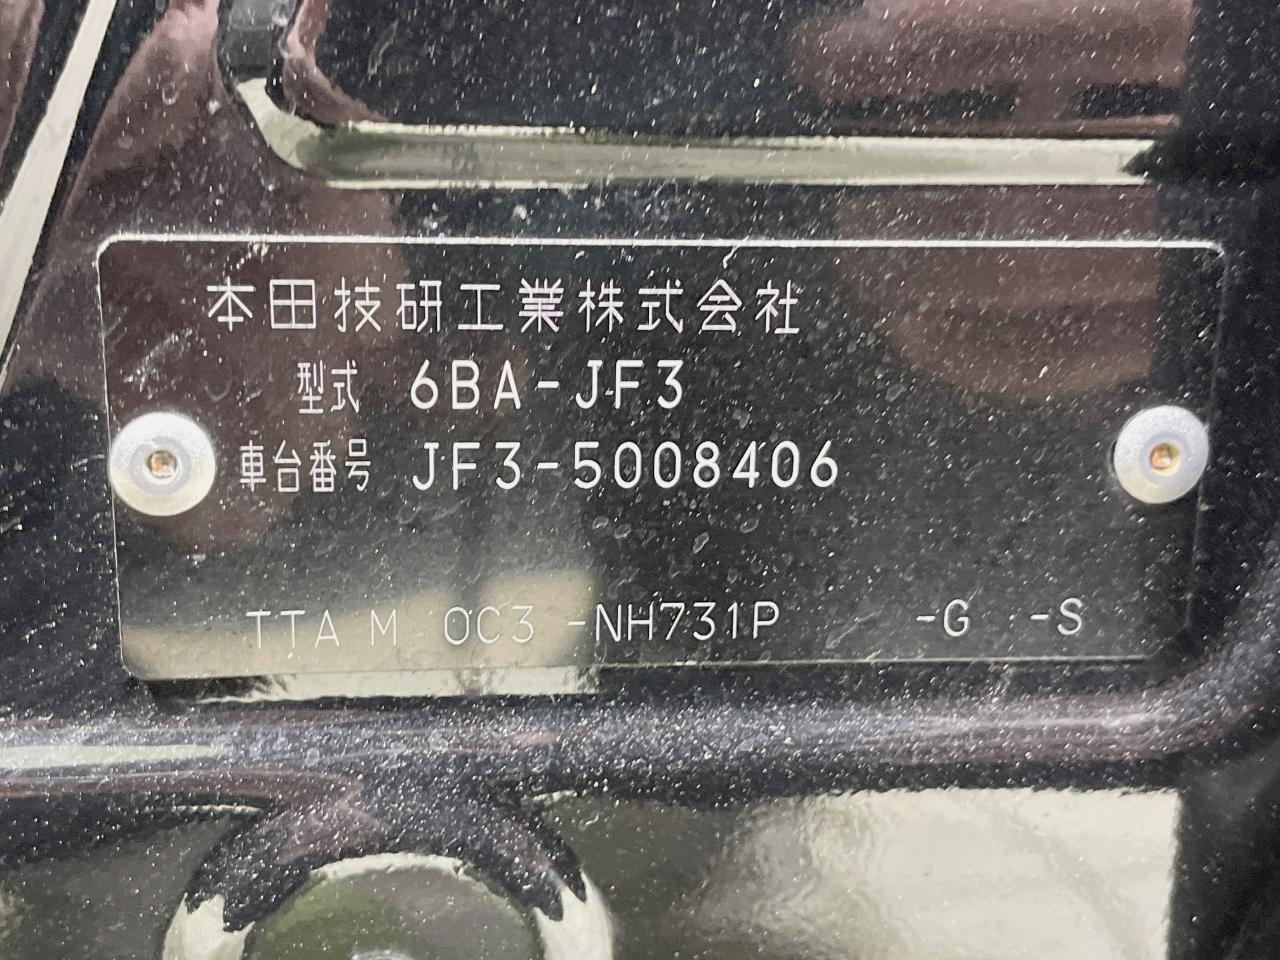 本田技研工業株式会社
型式 6BA-JF3
車台番号 JF3-5008406
TTA M 0C3 -NH731P -G -S